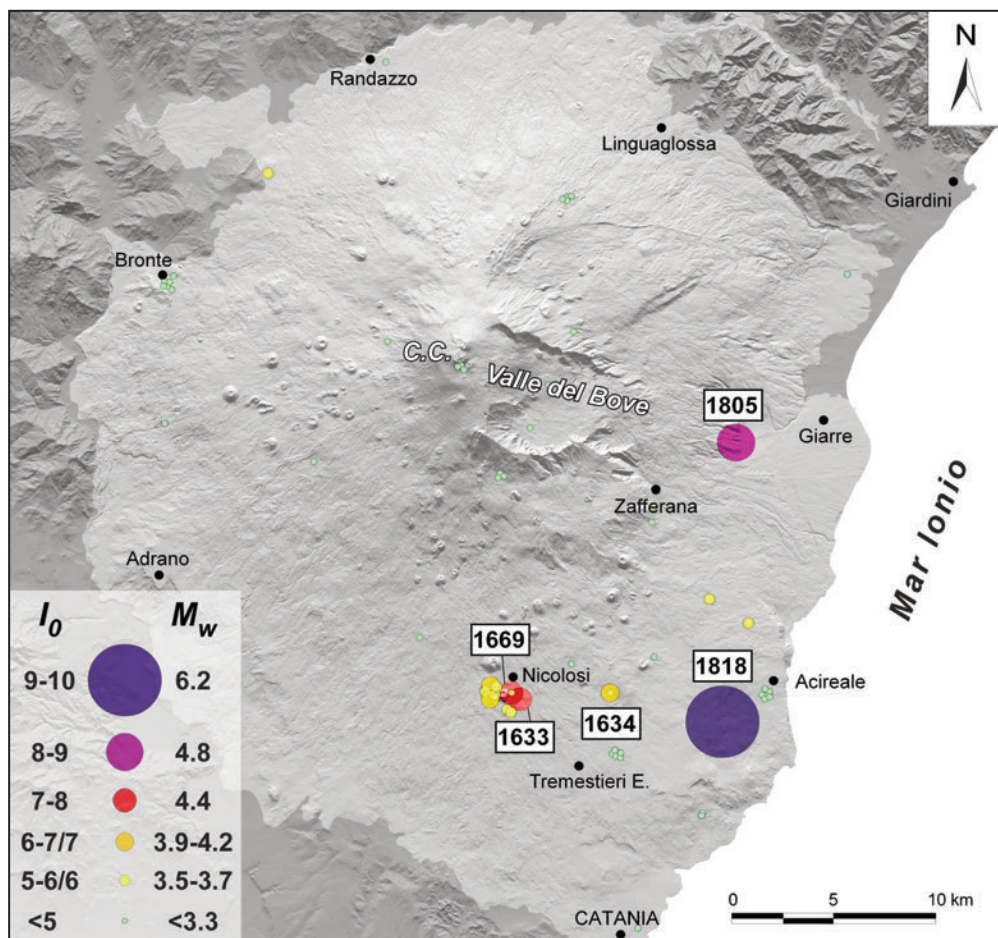 N
Randazzo
Linguaglossa
Giardini
Bronte
C.C.
Valle del Bove
1805
Giarre
Zafferana
Mar Ionio
Adrano
I0 Mw
9-10 6.2
8-9 4.8
7-8 4.4
6-7/7 3.9-4.2
5-6/6 3.5-3.7
<5 <3.3
1669
Nicolosi
1633
1634
1818
Acireale
Tremestieri E.
CATANIA
0 5 10 km